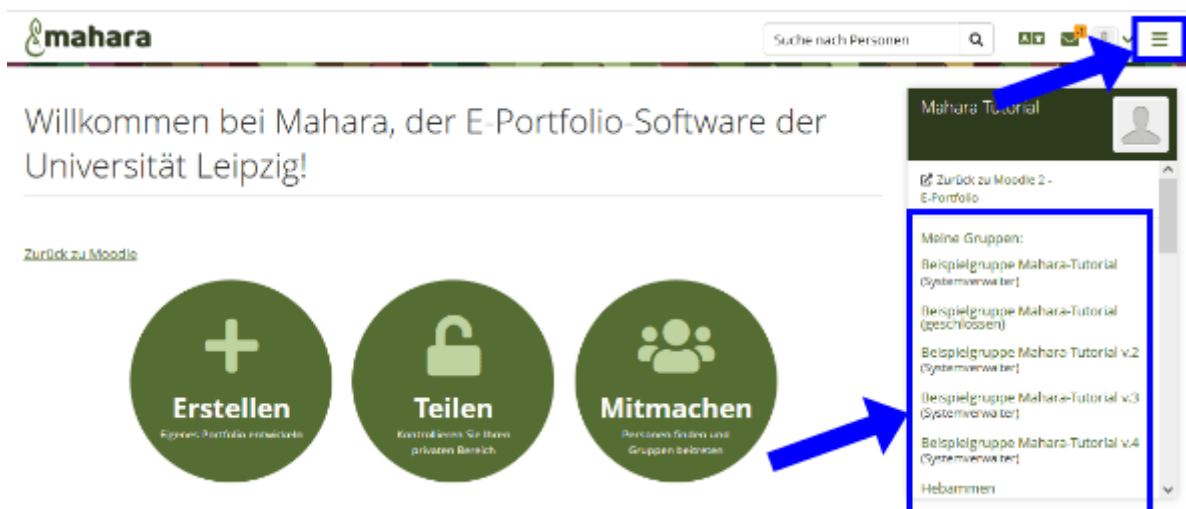 mahara
Suche nach Personen
Mahara Tutorial
Willkommen bei Mahara, der E-Portfolio-Software der
Universität Leipzig!
Zurück zu Moodle 2 -
E-Portfolio
Zurück zu Moodle
Meine Gruppen:
Beispielgruppe Mahara-Tutorial
(Systemverwalter)
Beispielgruppe Mahara-Tutorial
(geschlossen)
Beispielgruppe Mahara-Tutorial v.2
(Systemverwalter)
Beispielgruppe Mahara-Tutorial v.3
(Systemverwalter)
Beispielgruppe Mahara-Tutorial v.4
(Systemverwalter)
Hebammen
Erstellen
Eigenes Portfolio entwickeln
Teilen
Kontrollieren Sie Ihren
privaten Bereich
Mitmachen
Personen finden und
Gruppen beitreten